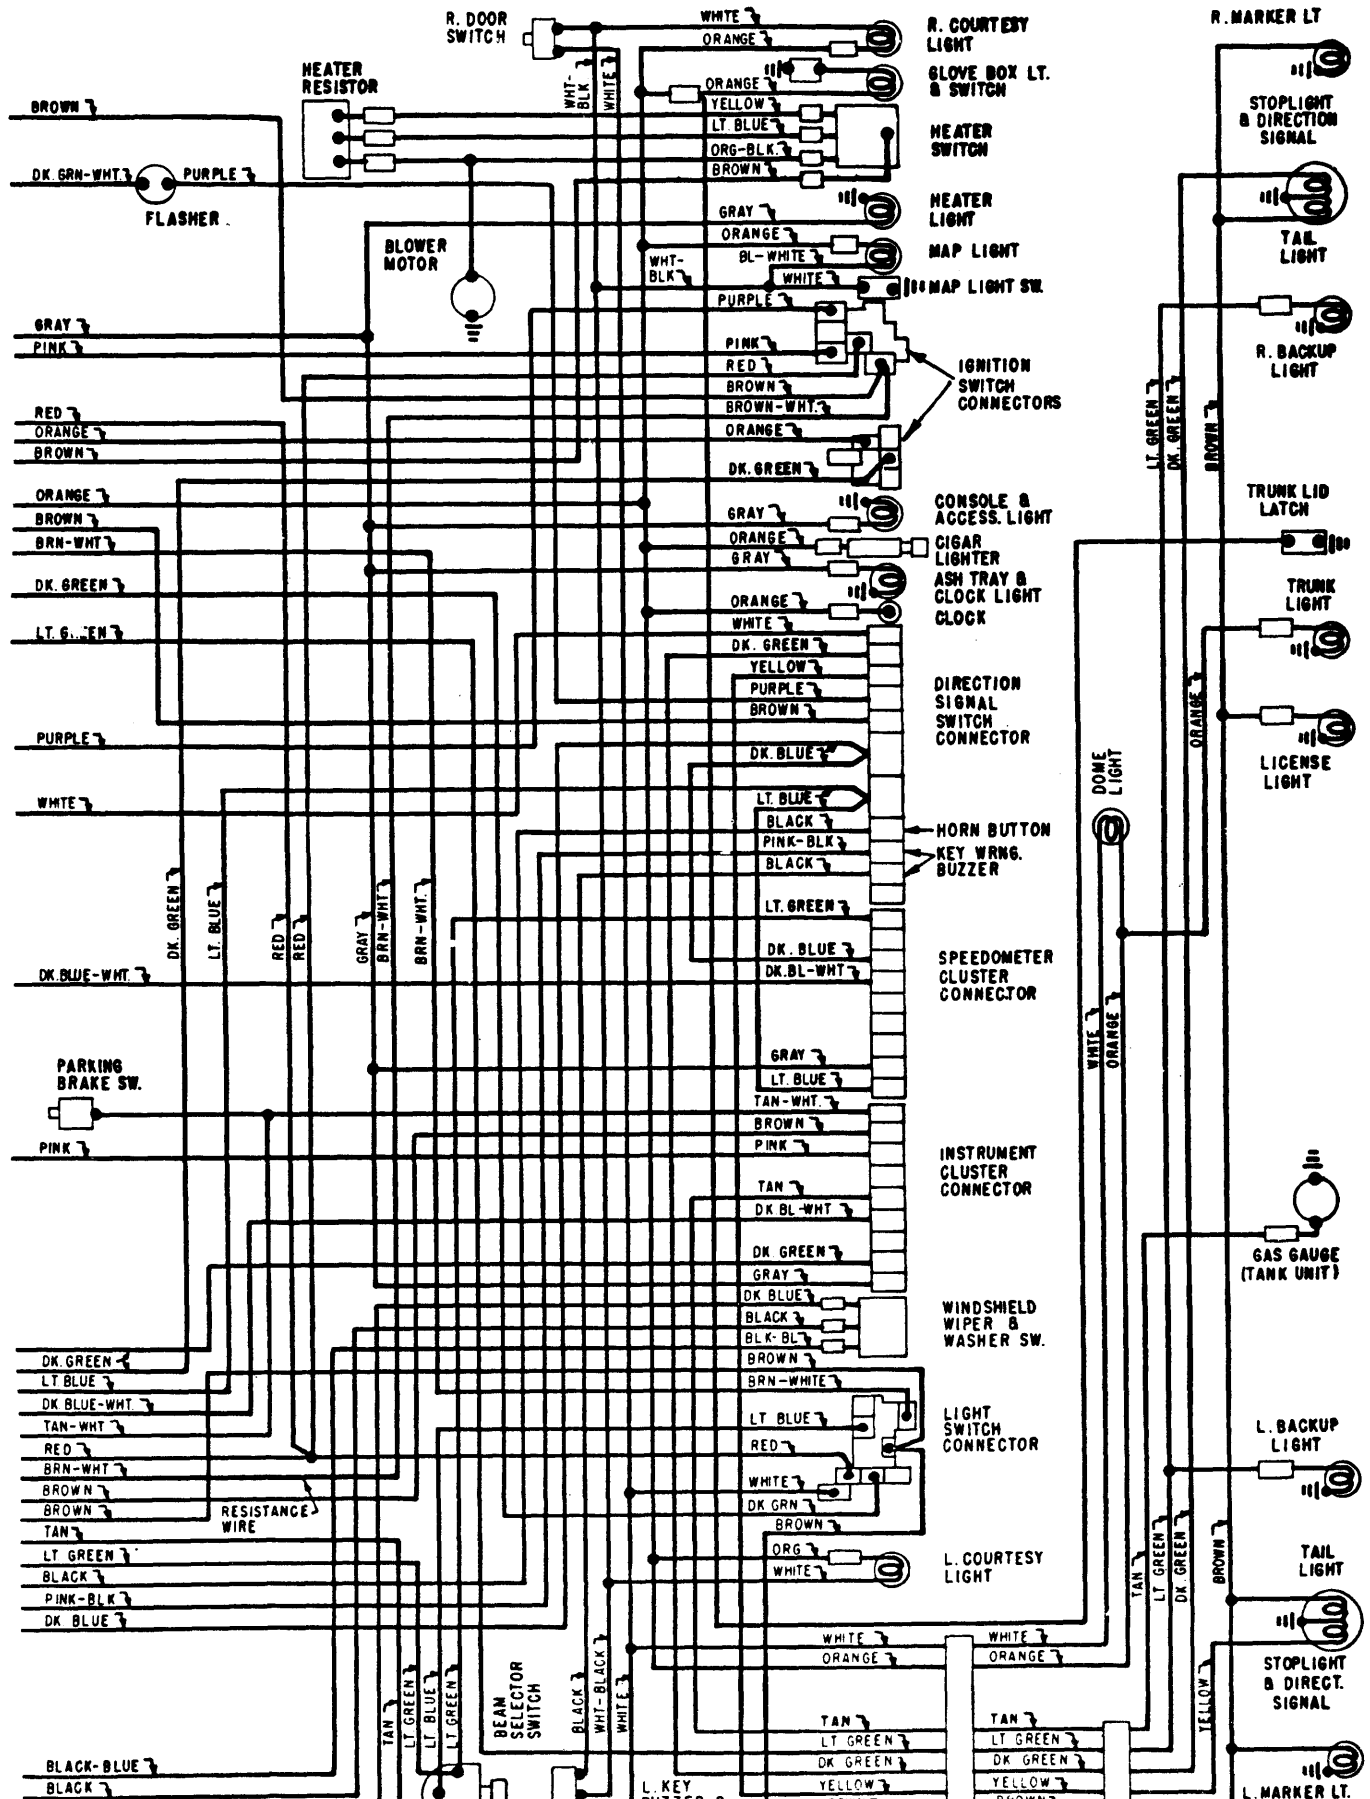 R. DOOR
SWITCH
WHITE
ORANGE
R. COURTESY
LIGHT
R. MARKER LT
HEATER
RESISTOR
WHT-
BLK
WHITE
ORANGE
GLOVE BOX LT.
& SWITCH
BROWN
YELLOW
LT. BLUE
ORG-BLK.
BROWN
HEATER
SWITCH
STOPLIGHT
& DIRECTION
SIGNAL
DK. GRN-WHT.
PURPLE
FLASHER
GRAY
HEATER
LIGHT
BLOWER
MOTOR
ORANGE
BL-WHITE
MAP LIGHT
TAIL
LIGHT
WHT-
BLK
WHITE
MAP LIGHT SW.
PURPLE
GRAY
PINK
PINK
RED
BROWN
BROWN-WHT.
IGNITION
SWITCH
CONNECTORS
R. BACKUP
LIGHT
RED
ORANGE
BROWN
ORANGE
DK. GREEN
LT. GREEN
DK. GREEN
BROWN
ORANGE
BROWN
BRN-WHT
GRAY
CONSOLE &
ACCESS. LIGHT
TRUNK LID
LATCH
ORANGE
GRAY
CIGAR
LIGHTER
DK. GREEN
ASH TRAY &
CLOCK LIGHT
TRUNK
LIGHT
ORANGE
CLOCK
LT. GREEN
WHITE
DK. GREEN
YELLOW
PURPLE
BROWN
DIRECTION
SIGNAL
SWITCH
CONNECTOR
ORANGE
PURPLE
DK. BLUE
DOME
LIGHT
LICENSE
LIGHT
WHITE
LT. BLUE
BLACK
HORN BUTTON
PINK-BLK
BLACK
KEY WRNG.
BUZZER
DK. GREEN
LT. BLUE
RED
RED
GRAY
BRN-WHT
BRN-WHT.
LT. GREEN
DK. BLUE
DK. BL-WHT
SPEEDOMETER
CLUSTER
CONNECTOR
DK. BLUE-WHT.
WHITE
ORANGE
PARKING
BRAKE SW.
GRAY
LT. BLUE
TAN-WHT.
BROWN
PINK
PINK
INSTRUMENT
CLUSTER
CONNECTOR
TAN
DK BL-WHT
DK. GREEN
GRAY
GAS GAUGE
(TANK UNIT)
DK BLUE
BLACK
BLK-BL
WINDSHIELD
WIPER &
WASHER SW.
BROWN
BRN-WHITE
DK. GREEN
LT BLUE
DK BLUE-WHT.
TAN-WHT
RED
BRN-WHT
BROWN
BROWN
RESISTANCE
WIRE
TAN
LT GREEN
BLACK
PINK-BLK
DK BLUE
LT BLUE
RED
WHITE
DK GRN
BROWN
LIGHT
SWITCH
CONNECTOR
L. BACKUP
LIGHT
ORG
WHITE
L. COURTESY
LIGHT
TAN
LT GREEN
DK. GREEN
BROWN
TAIL
LIGHT
WHITE
ORANGE
WHITE
ORANGE
STOPLIGHT
& DIRECT.
SIGNAL
YELLOW
TAN
LT GREEN
LT BLUE
LT GREEN
BEAM
SELECTOR
SWITCH
BLACK
WHT-BLACK
WHITE
TAN
LT GREEN
DK GREEN
YELLOW
TAN
LT GREEN
DK GREEN
YELLOW
BLACK-BLUE
BLACK
L. KEY
L. MARKER LT.